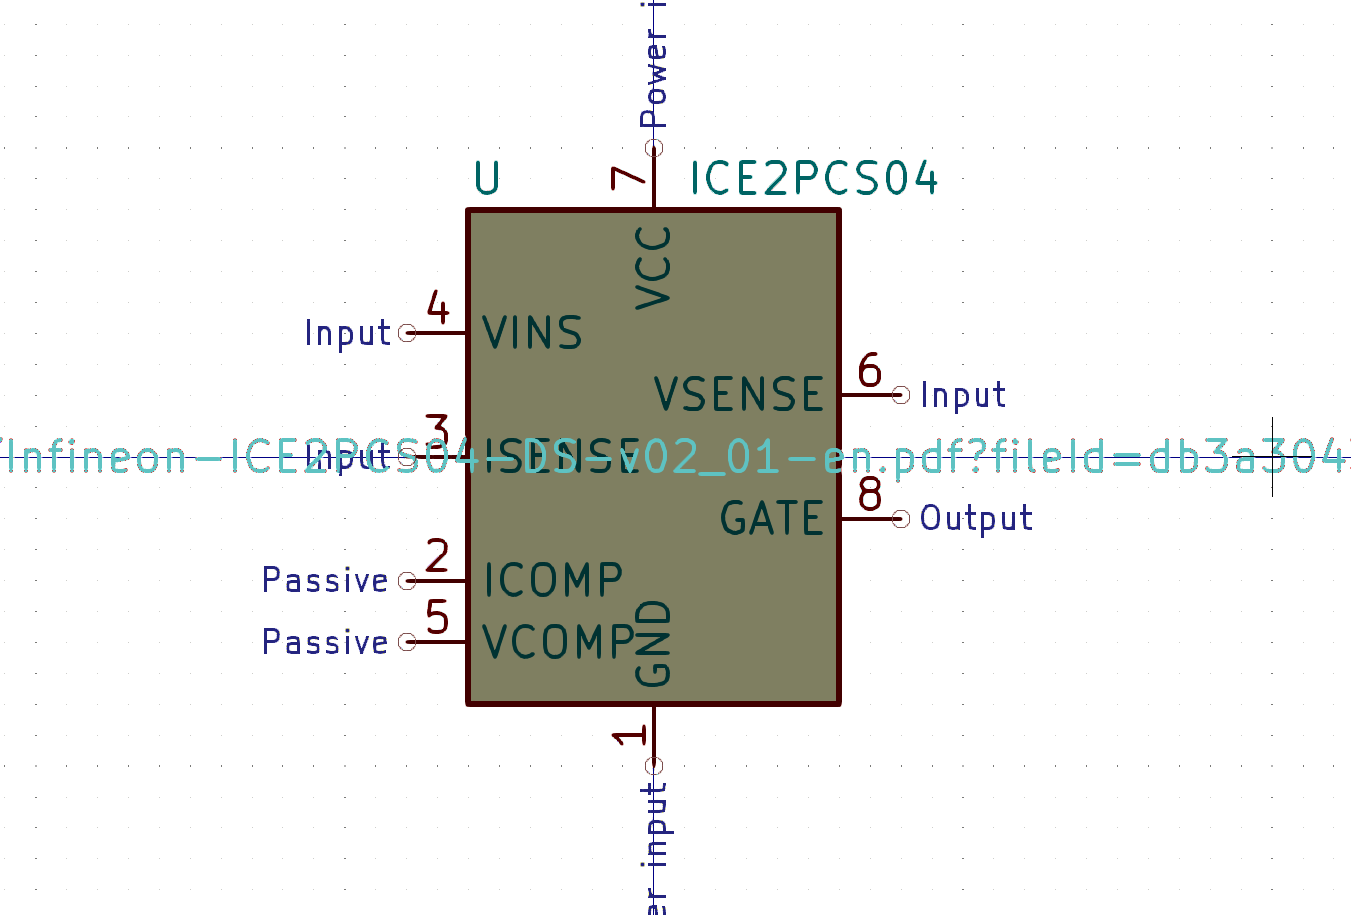 Power i
U
7
ICE2PCS04
VCC
4
Input
VINS
6
VSENSE
Input
3
Input
ISENSE
Infineon-ICE2PCS04-DS-v02_01-en.pdf?fileId=db3a304
8
GATE
Output
2
Passive
ICOMP
5
Passive
VCOMP
GND
1
er input